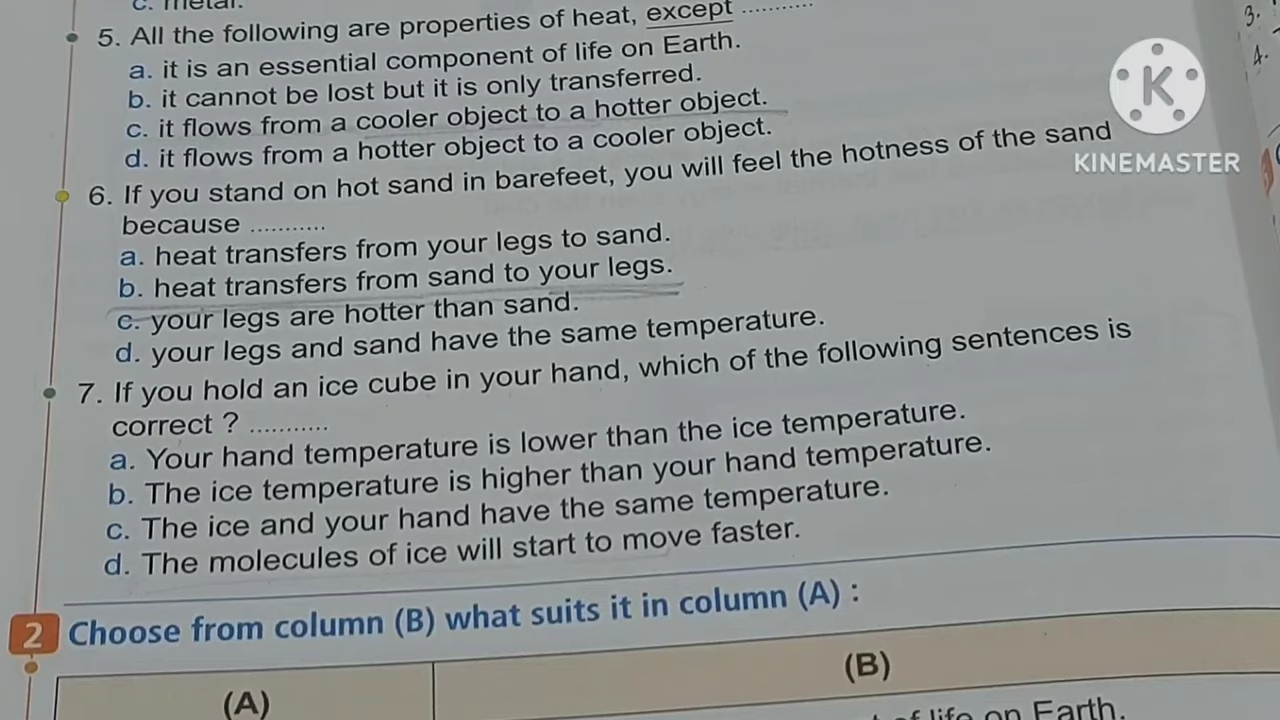 c. metal.
5. All the following are properties of heat, except ...........
a. it is an essential component of life on Earth.
b. it cannot be lost but it is only transferred.
c. it flows from a cooler object to a hotter object.
d. it flows from a hotter object to a cooler object.
6. If you stand on hot sand in barefeet, you will feel the hotness of the sand
because ...........
a. heat transfers from your legs to sand.
b. heat transfers from sand to your legs.
c. your legs are hotter than sand.
d. your legs and sand have the same temperature.
7. If you hold an ice cube in your hand, which of the following sentences is
correct ? ...........
a. Your hand temperature is lower than the ice temperature.
b. The ice temperature is higher than your hand temperature.
c. The ice and your hand have the same temperature.
d. The molecules of ice will start to move faster.
2 Choose from column (B) what suits it in column (A) :
(A) (B)
of life on Earth.
3.
4.
K
KINEMASTER